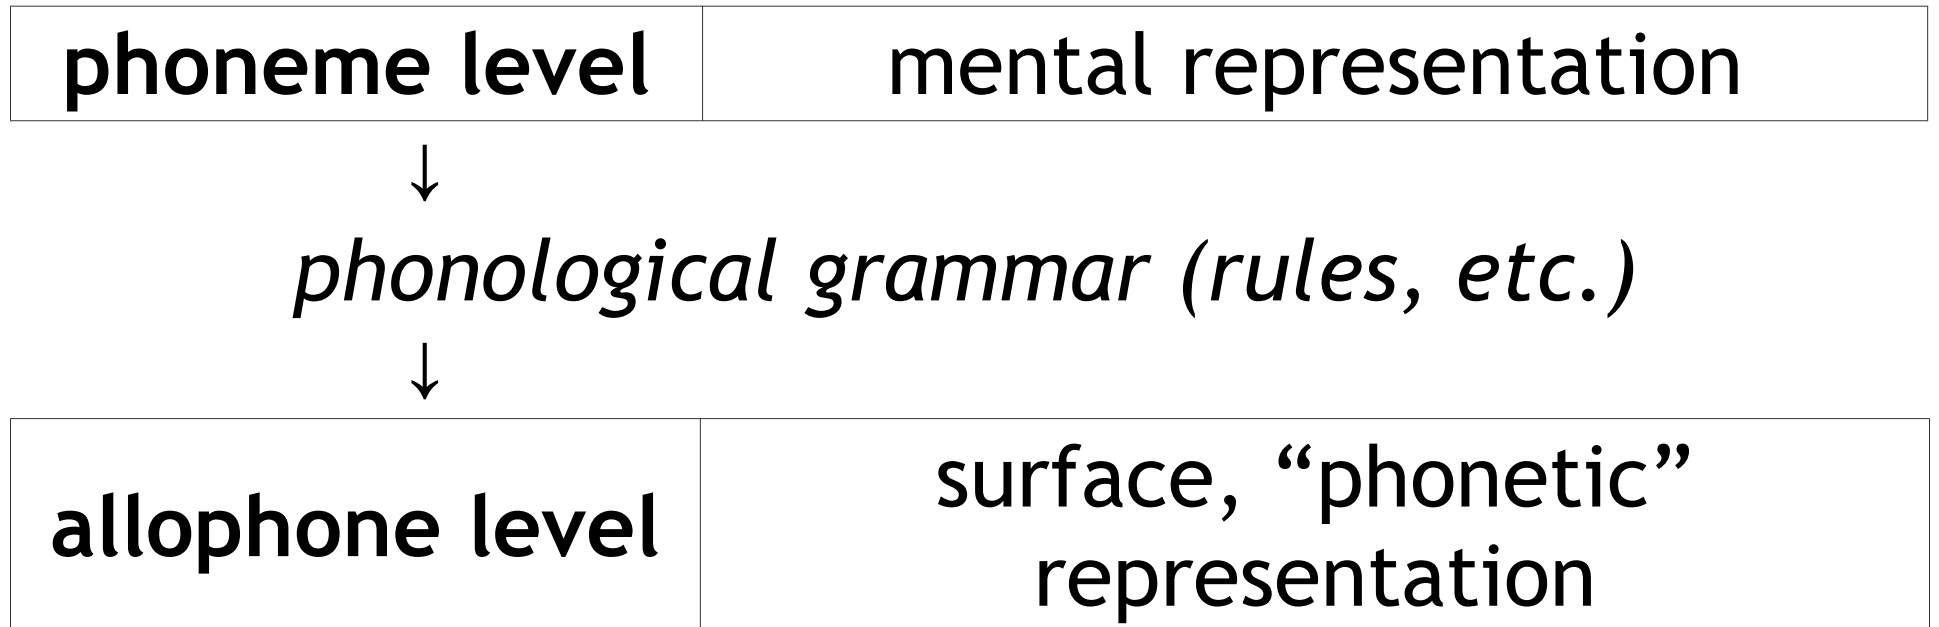 phoneme level mental representation
↓
phonological grammar (rules, etc.)
↓
allophone level surface, “phonetic”
representation